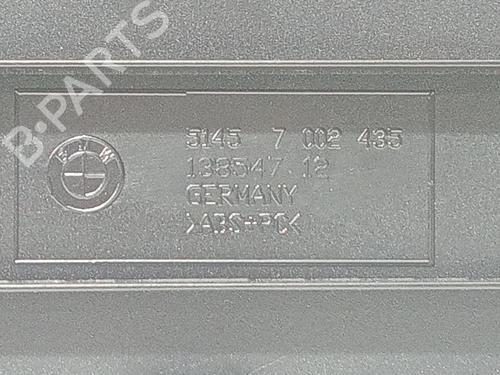 B·PARTS
BMW
5145 7 002 435
138547 12
GERMANY
>ABS+PC<